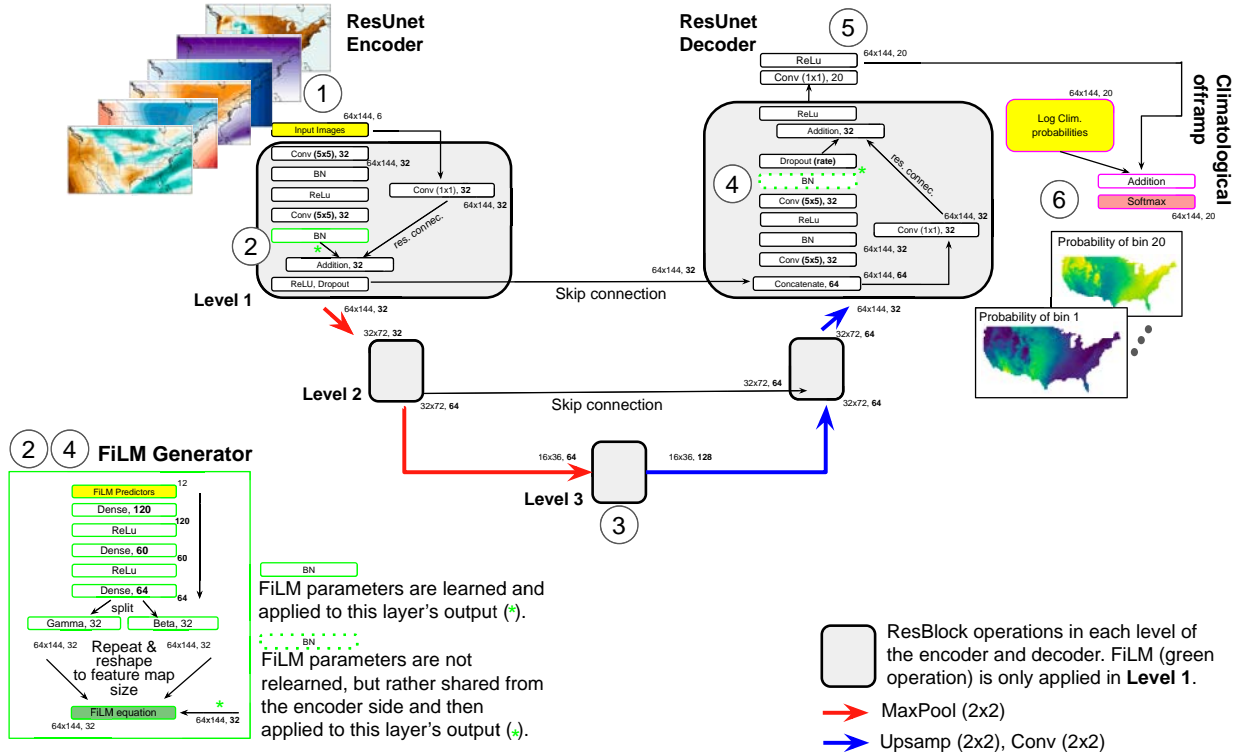 ResUnet
Encoder
1
64x144, 6
Input Images
Conv (5x5), 32
64x144, 32
BN
ReLu
Conv (1x1), 32
64x144, 32
Conv (5x5), 32
2
BN
*
res. connec.
Addition, 32
ReLU, Dropout
Level 1
64x144, 32
Skip connection
64x144, 32
ResUnet
Decoder
5
ReLu
64x144, 20
Conv (1x1), 20
ReLu
Addition, 32
Dropout (rate)
*
4
BN
res. connec.
Conv (5x5), 32
ReLu
64x144, 32
Conv (1x1), 32
BN
64x144, 32
Conv (5x5), 32
64x144, 64
Concatenate, 64
64x144, 32
Climatological
offramp
64x144, 20
Log Clim.
probabilities
6
Addition
Softmax
64x144, 20
Probability of bin 20
Probability of bin 1
32x72, 32
Level 2
32x72, 64
Skip connection
32x72, 64
32x72, 64
32x72, 64
16x36, 64
16x36, 128
Level 3
3
2 4 FiLM Generator
FiLM Predictors
12
Dense, 120
120
ReLu
Dense, 60
60
ReLu
Dense, 64
64
split
Gamma, 32
Beta, 32
64x144, 32
64x144, 32
Repeat &
reshape
to feature map
size
*
FiLM equation
64x144, 32
64x144, 32
BN
FiLM parameters are learned and
applied to this layer's output (*).
BN
FiLM parameters are not
relearned, but rather shared from
the encoder side and then
applied to this layer's output (*).
ResBlock operations in each level of
the encoder and decoder. FiLM (green
operation) is only applied in Level 1.
MaxPool (2x2)
Upsamp (2x2), Conv (2x2)